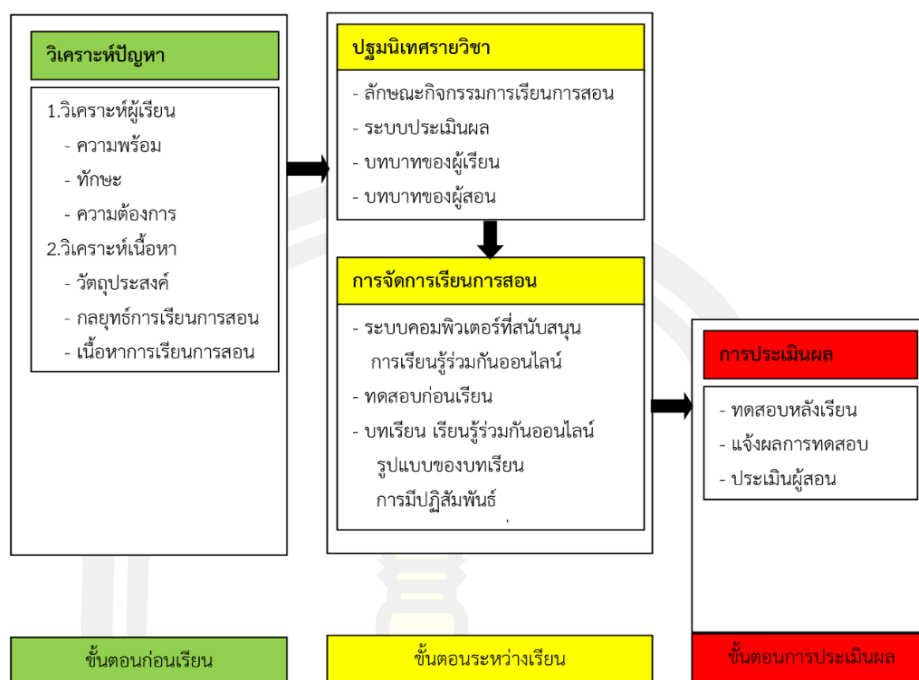 วิเคราะห์ปัญหา
1.วิเคราะห์ผู้เรียน
- ความพร้อม
- ทักษะ
- ความต้องการ
2.วิเคราะห์เนื้อหา
- วัตถุประสงค์
- กลยุทธ์การเรียนการสอน
- เนื้อหาการเรียนการสอน
ปฐมนิเทศรายวิชา
- ลักษณะกิจกรรมการเรียนการสอน
- ระบบประเมินผล
- บทบาทของผู้เรียน
- บทบาทของผู้สอน
การจัดการเรียนการสอน
- ระบบคอมพิวเตอร์ที่สนับสนุน
การเรียนรู้ร่วมกันออนไลน์
- ทดสอบก่อนเรียน
- บทเรียน เรียนรู้ร่วมกันออนไลน์
รูปแบบของบทเรียน
การมีปฏิสัมพันธ์
การประเมินผล
- ทดสอบหลังเรียน
- แจ้งผลการทดสอบ
- ประเมินผู้สอน
ขั้นตอนก่อนเรียน
ขั้นตอนระหว่างเรียน
ขั้นตอนการประเมินผล